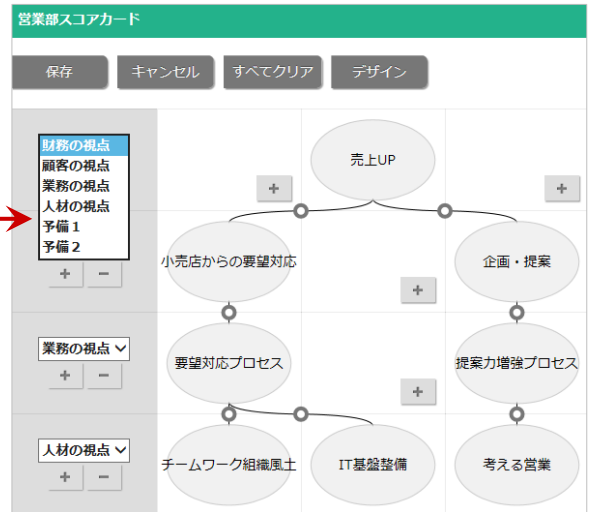 営業部スコアカード
保存
キャンセル
すべてクリア
デザイン
財務の視点
顧客の視点
業務の視点
人材の視点
予備１
予備２
売上UP
小売店からの要望対応
企画・提案
業務の視点
要望対応プロセス
提案力増強プロセス
人材の視点
チームワーク組織風土
IT基盤整備
考える営業